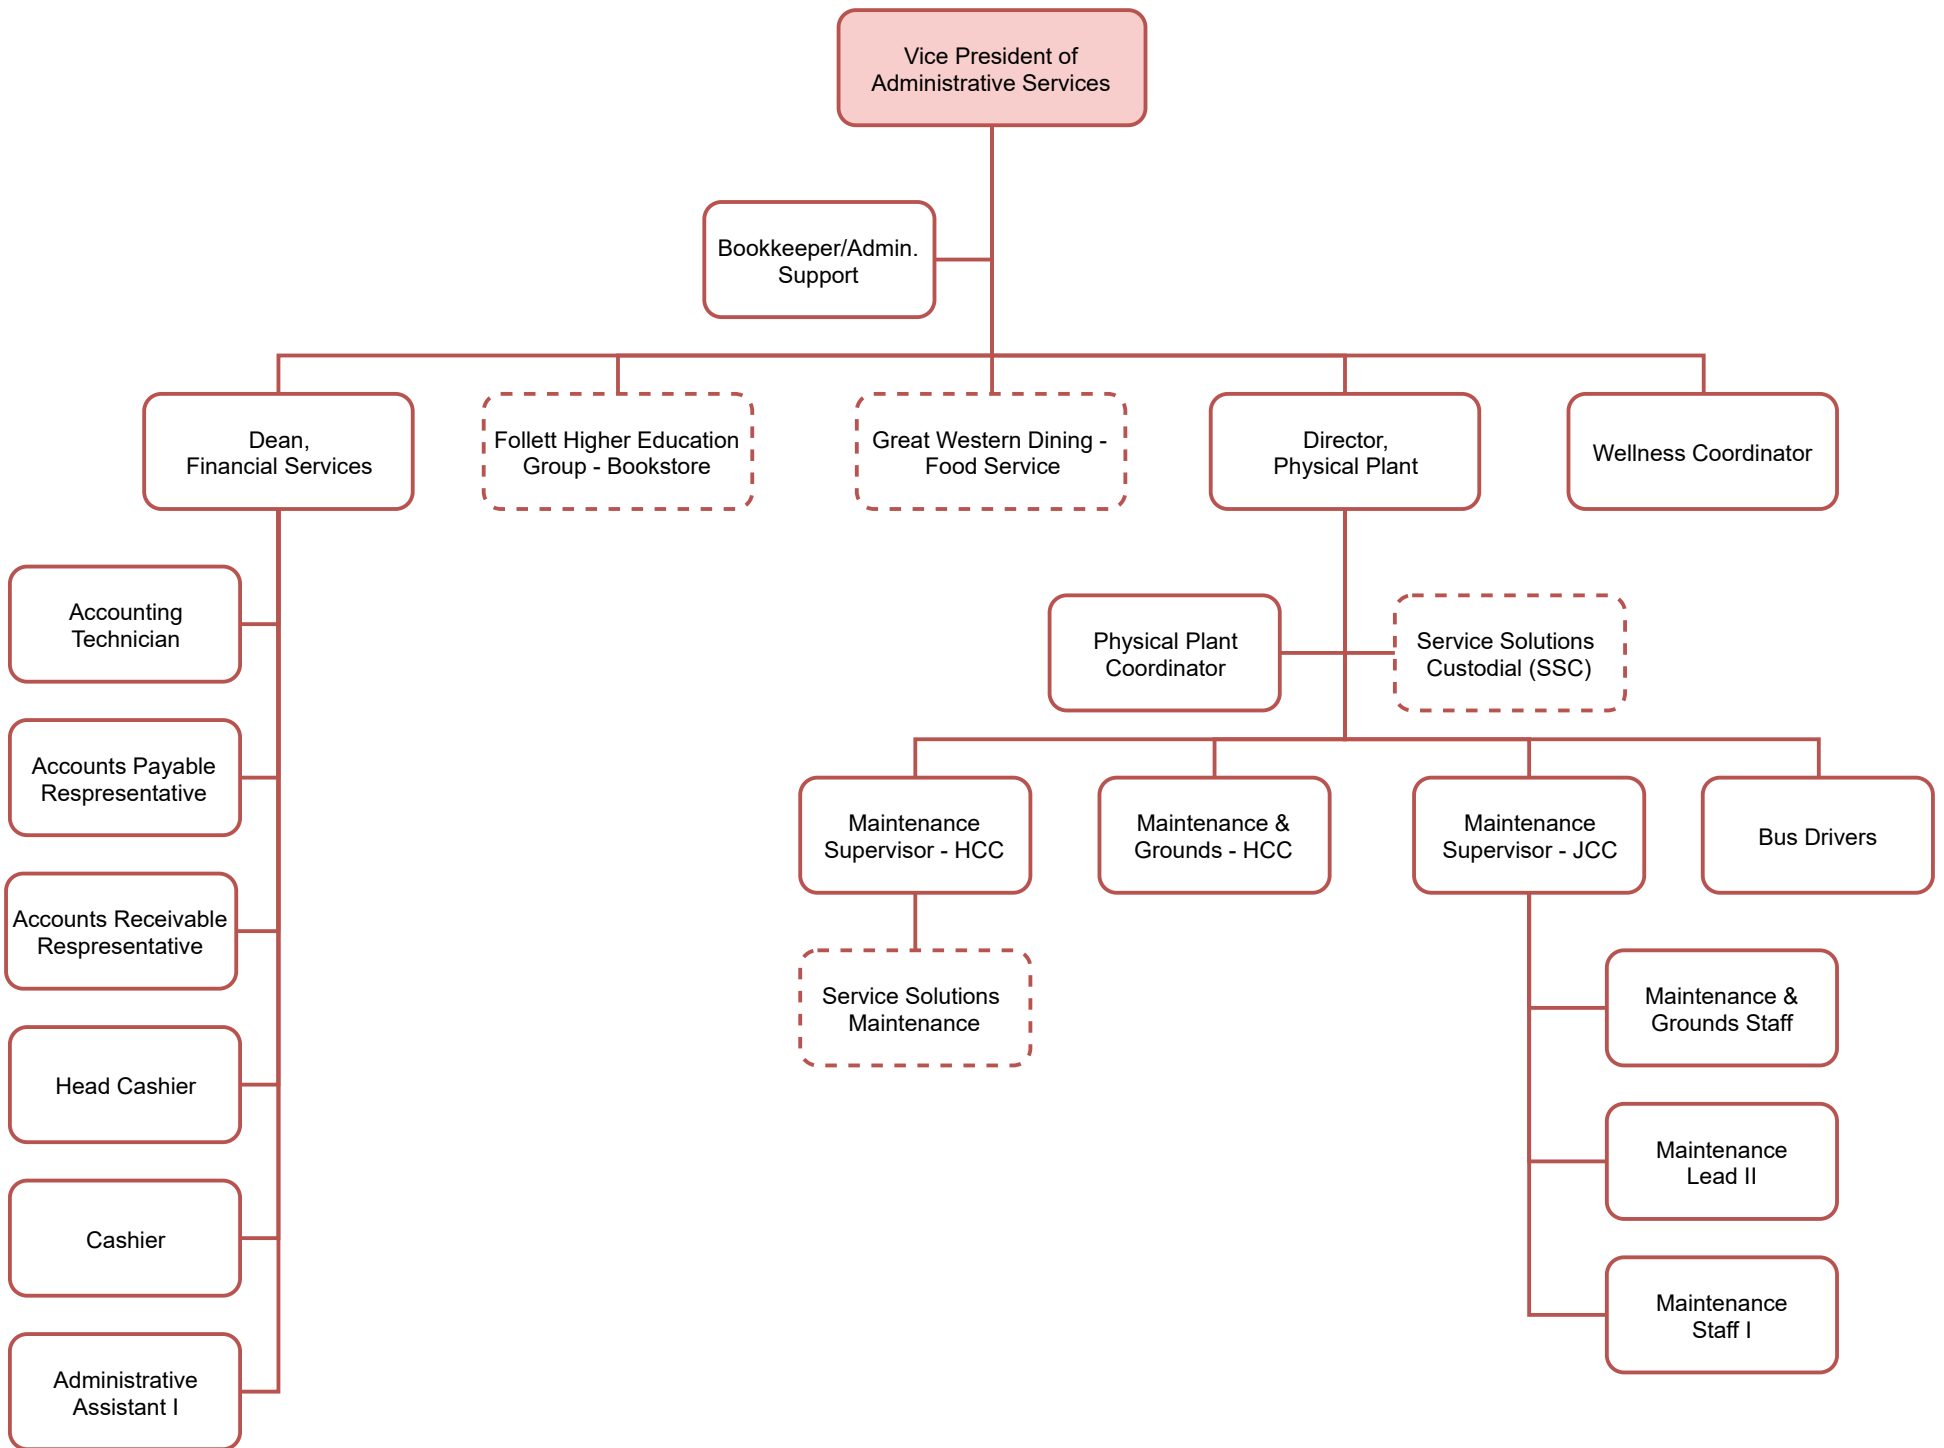 Vice President of
Administrative Services
Bookkeeper/Admin.
Support
Dean,
Financial Services
Follett Higher Education
Group - Bookstore
Great Western Dining -
Food Service
Director,
Physical Plant
Wellness Coordinator
Accounting
Technician
Accounts Payable
Respresentative
Accounts Receivable
Respresentative
Head Cashier
Cashier
Administrative
Assistant I
Physical Plant
Coordinator
Service Solutions
Custodial (SSC)
Maintenance
Supervisor - HCC
Maintenance &
Grounds - HCC
Maintenance
Supervisor - JCC
Bus Drivers
Service Solutions
Maintenance
Maintenance &
Grounds Staff
Maintenance
Lead II
Maintenance
Staff I